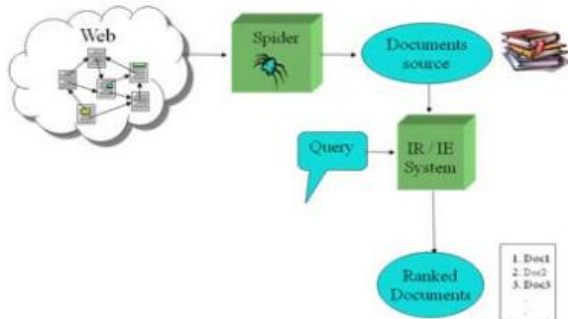 Web
Spider
Documents
source
Query
IR / IE
System
Ranked
Documents
1. Doc1
2. Doc2
3. Doc3
.
.